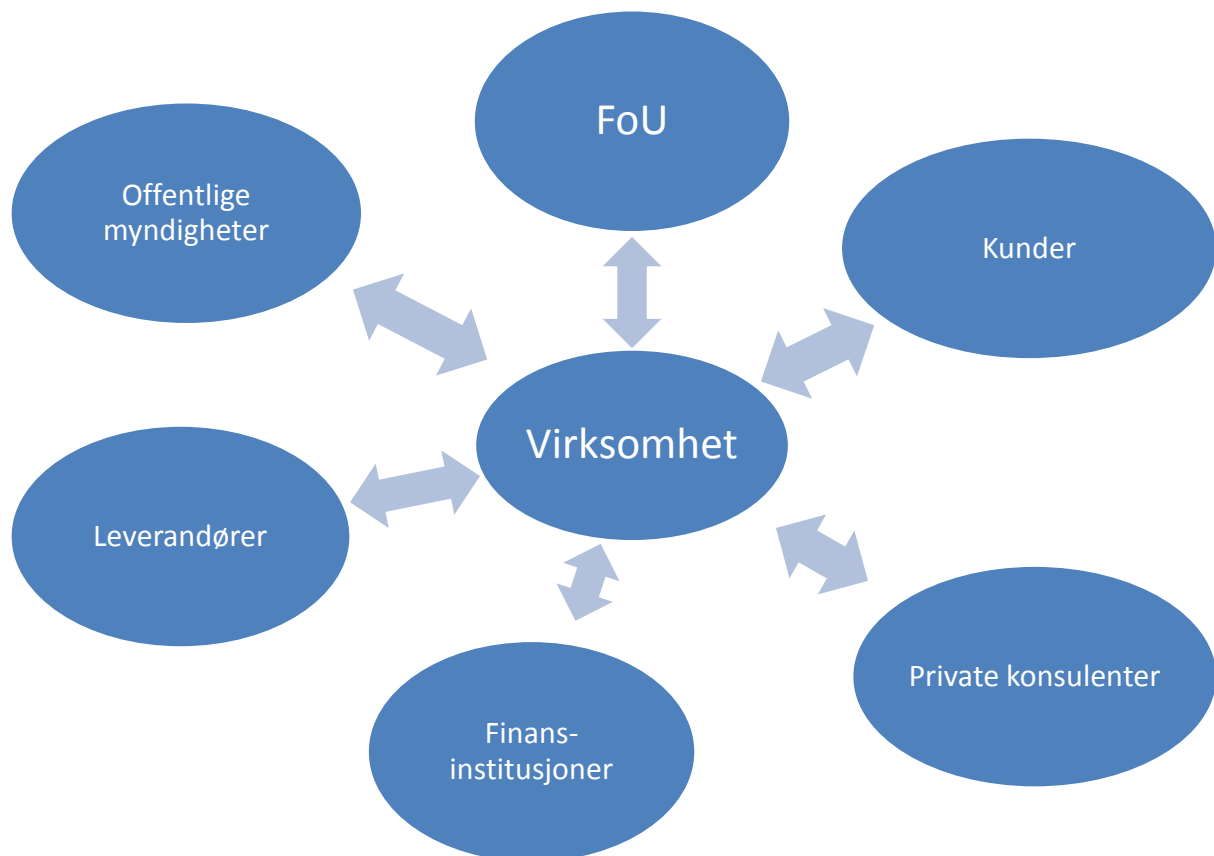 FoU
Offentlige
myndigheter
Kunder
Virksomhet
Leverandører
Private konsulenter
Finans-
institusjoner